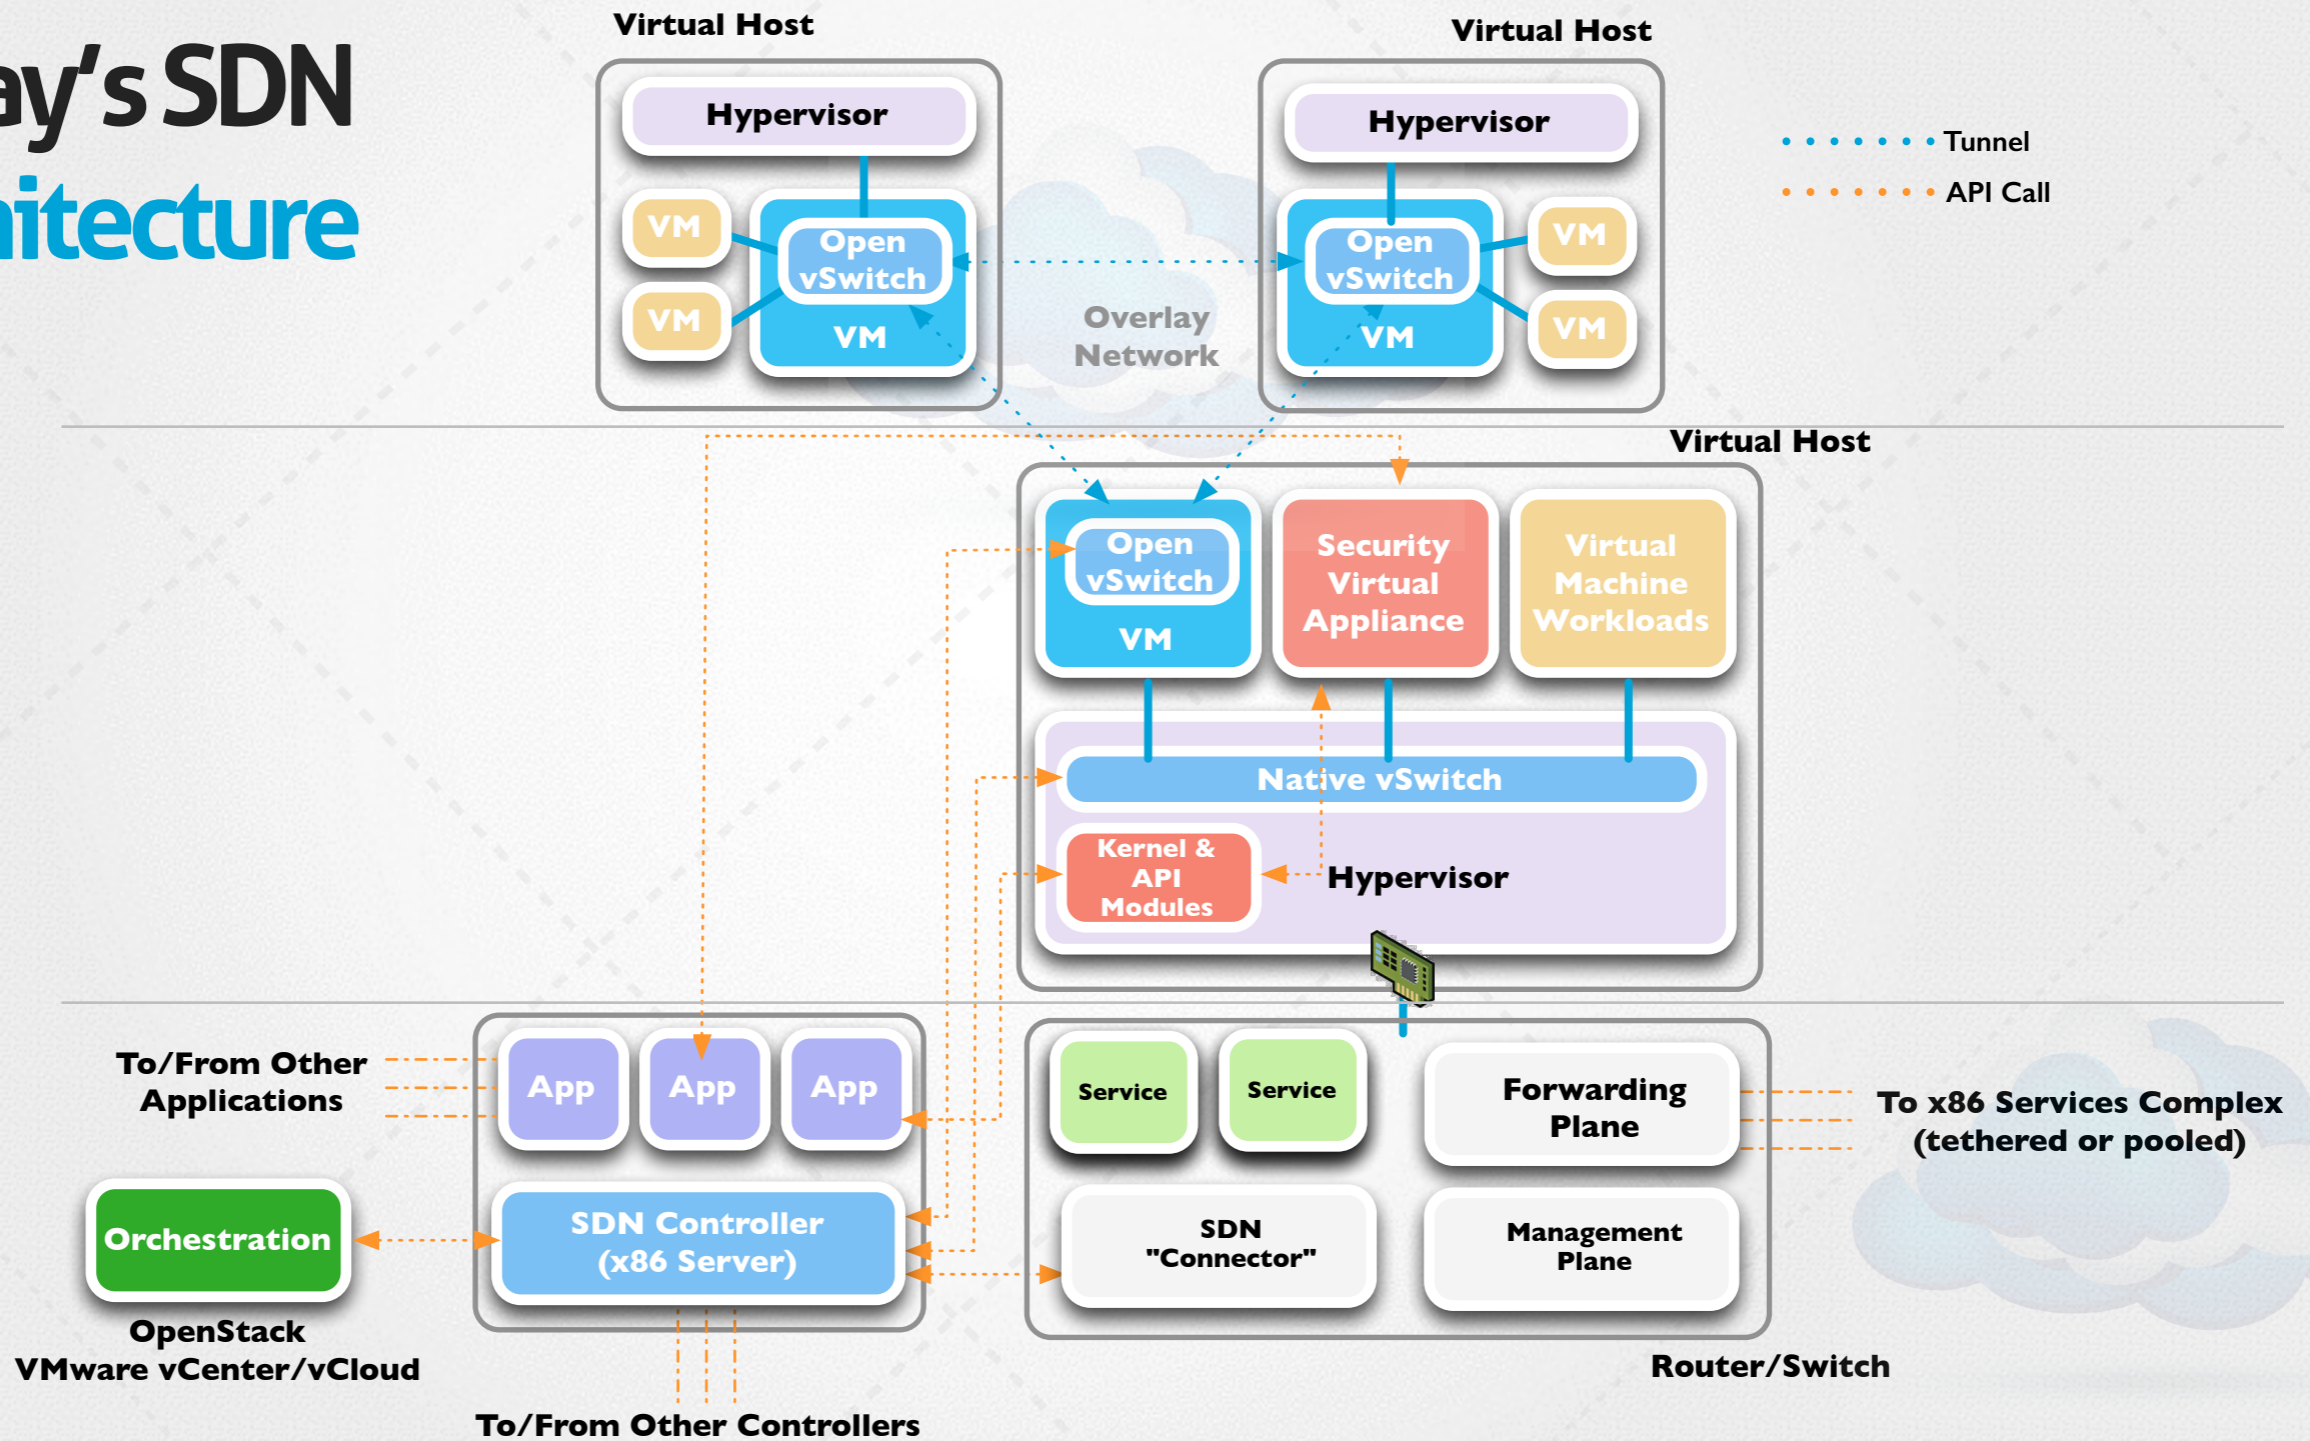 ay's SDN
itecture
Virtual Host
Hypervisor
VM
VM
Open
vSwitch
VM
Overlay
Network
Virtual Host
Hypervisor
Open
vSwitch
VM
VM
VM
Tunnel
API Call
Virtual Host
Open
vSwitch
VM
Security
Virtual
Appliance
Virtual
Machine
Workloads
Native vSwitch
Kernel &
API
Modules
Hypervisor
To/From Other
Applications
App
App
App
Service
Service
Forwarding
Plane
To x86 Services Complex
(tethered or pooled)
Orchestration
SDN Controller
(x86 Server)
SDN
"Connector"
Management
Plane
OpenStack
VMware vCenter/vCloud
Router/Switch
To/From Other Controllers